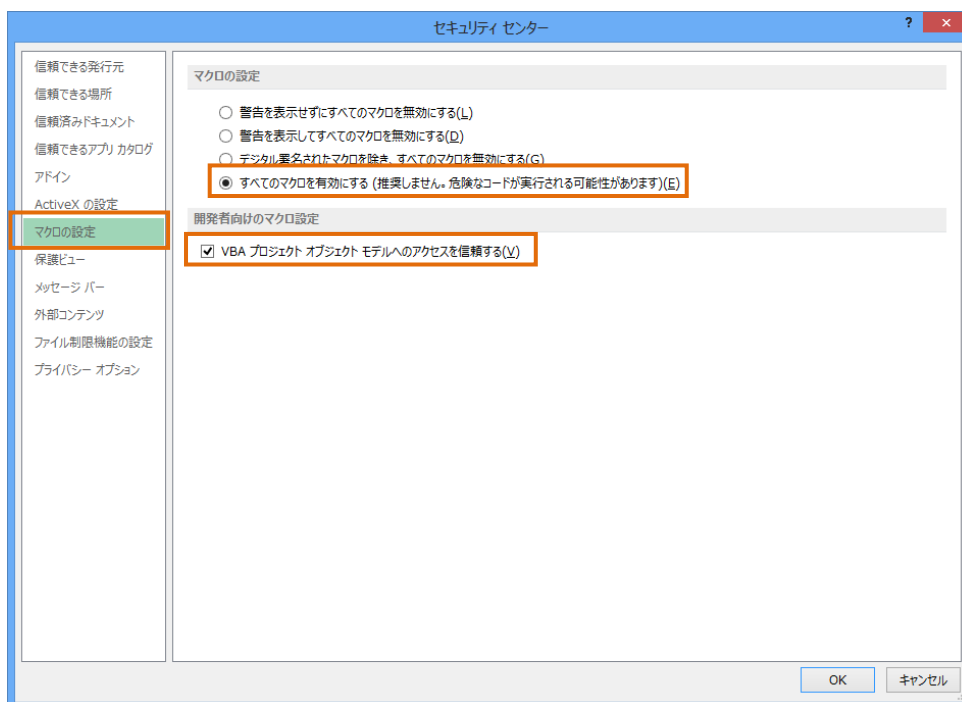 セキュリティ センター
?
×
信頼できる発行元
信頼できる場所
信頼済みドキュメント
信頼できるアプリ カタログ
アドイン
ActiveX の設定
マクロの設定
保護ビュー
メッセージ バー
外部コンテンツ
ファイル制限機能の設定
プライバシー オプション
マクロの設定
警告を表示せずにすべてのマクロを無効にする(L)
警告を表示してすべてのマクロを無効にする(D)
デジタル署名されたマクロを除き、すべてのマクロを無効にする(G)
すべてのマクロを有効にする (推奨しません。危険なコードが実行される可能性があります)(E)
開発者向けのマクロ設定
VBA プロジェクト オブジェクト モデルへのアクセスを信頼する(V)
OK
キャンセル